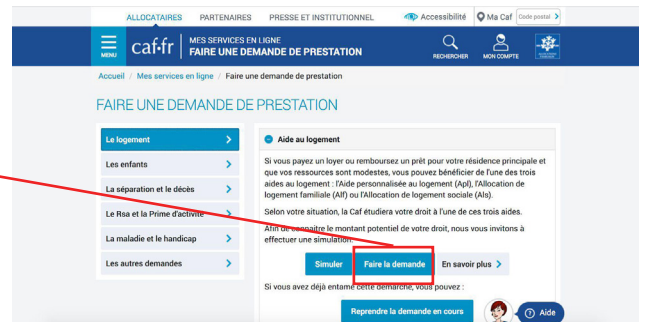 ALLOCATAIRES PARTENAIRES PRESSE ET INSTITUTIONNEL Accessibilité Ma Caf Code postal
MENU caf.fr MES SERVICES EN LIGNE
FAIRE UNE DEMANDE DE PRESTATION
RECHERCHER MON COMPTE
Accueil / Mes services en ligne / Faire une demande de prestation
FAIRE UNE DEMANDE DE PRESTATION
Le logement
Les enfants
La séparation et le décès
Le Rsa et la Prime d'activité
La maladie et le handicap
Les autres demandes
Aide au logement
Si vous payez un loyer ou remboursez un prêt pour votre résidence principale et
que vos ressources sont modestes, vous pouvez bénéficier de l'une des trois
aides au logement : l'Aide personnalisée au logement (Apl), l'Allocation de
logement familiale (Alf) ou l'Allocation de logement sociale (Als).
Selon votre situation, la Caf étudiera votre droit à l'une de ces trois aides.
Afin de connaitre le montant potentiel de votre droit, nous vous invitons à
effectuer une simulation.
Simuler Faire la demande En savoir plus
Si vous avez déjà entamé cette démarche, vous pouvez :
Reprendre la demande en cours
Aide